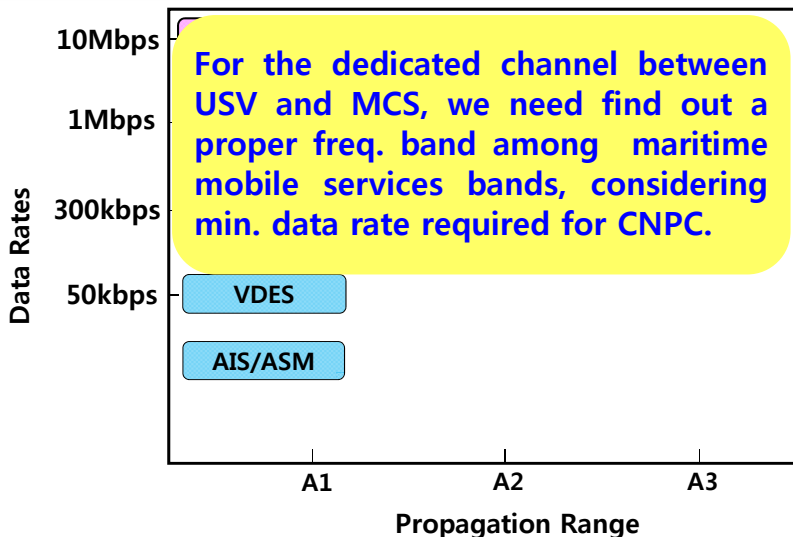 10Mbps
For the dedicated channel between
USV and MCS, we need find out a
proper freq. band among maritime
mobile services bands, considering
min. data rate required for CNPC.
1Mbps
300kbps
50kbps
VDES
AIS/ASM
Data Rates
A1
A2
A3
Propagation Range